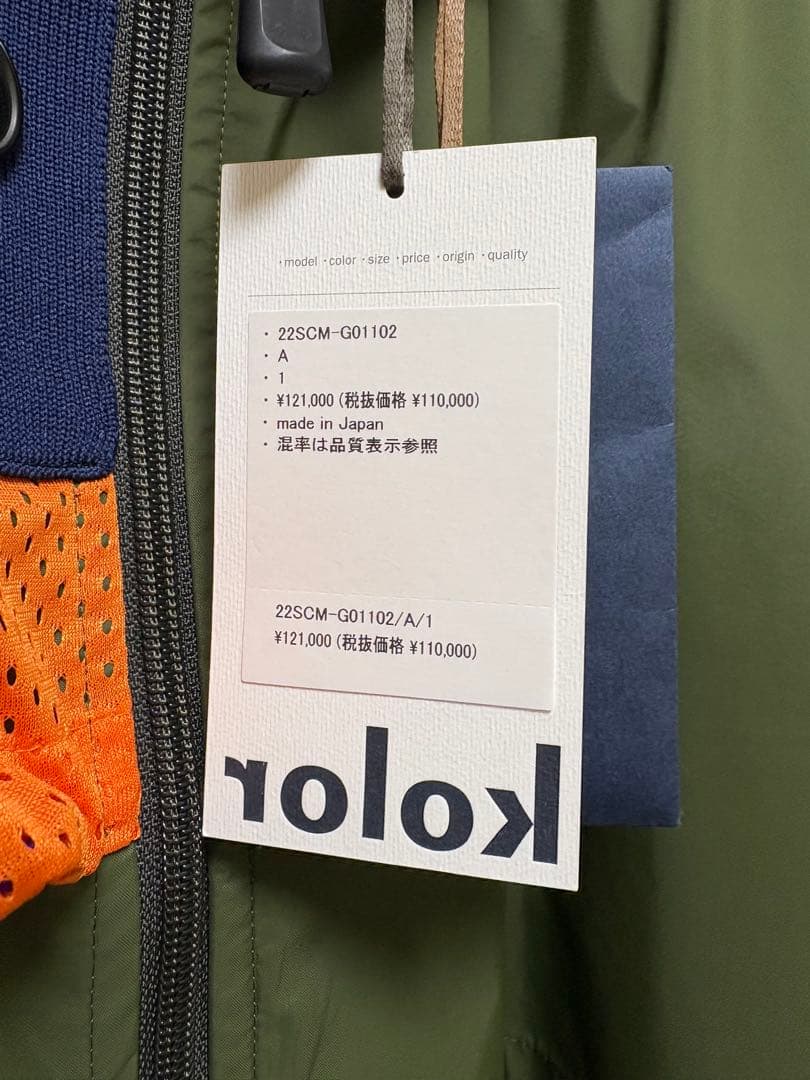 ・model ・color ・size ・price ・origin ・quality
・ 22SCM-G01102
・ A
・ 1
・ ¥121,000 (税抜価格 ¥110,000)
・ made in Japan
・ 混率は品質表示参照
22SCM-G01102/A/1
¥121,000 (税抜価格 ¥110,000)
kolor